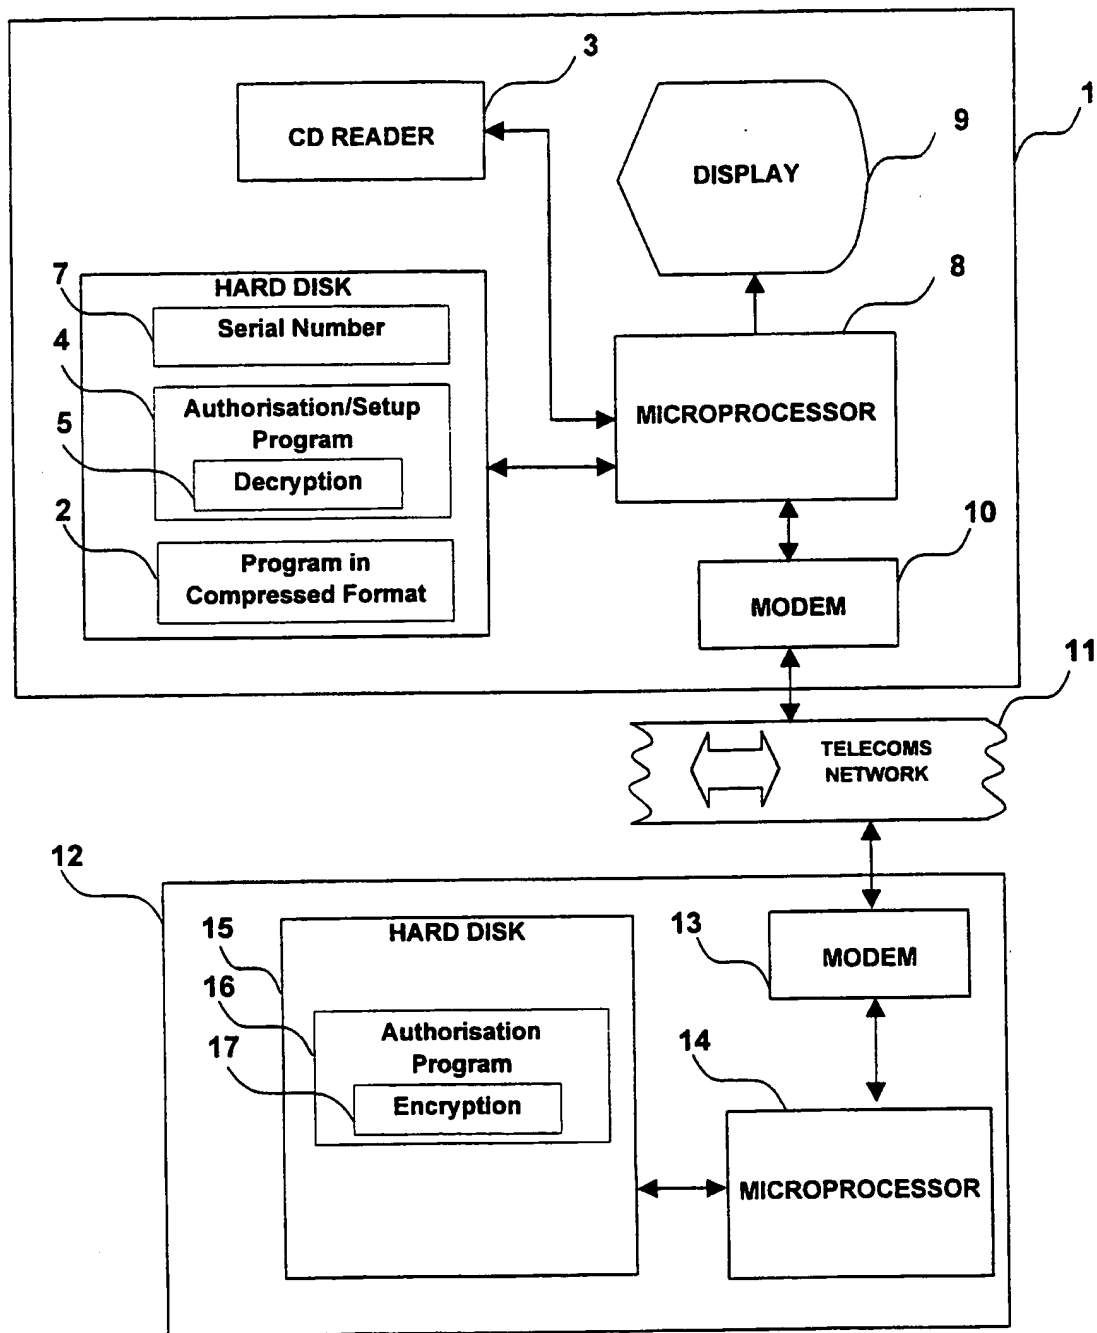 3
1
CD READER
9
DISPLAY
7
HARD DISK
8
Serial Number
4
Authorisation/Setup
Program
MICROPROCESSOR
5
Decryption
2
10
Program in
Compressed Format
MODEM
11
TELECOMS
NETWORK
12
15
HARD DISK
13
MODEM
16
Authorisation
Program
17
14
Encryption
MICROPROCESSOR